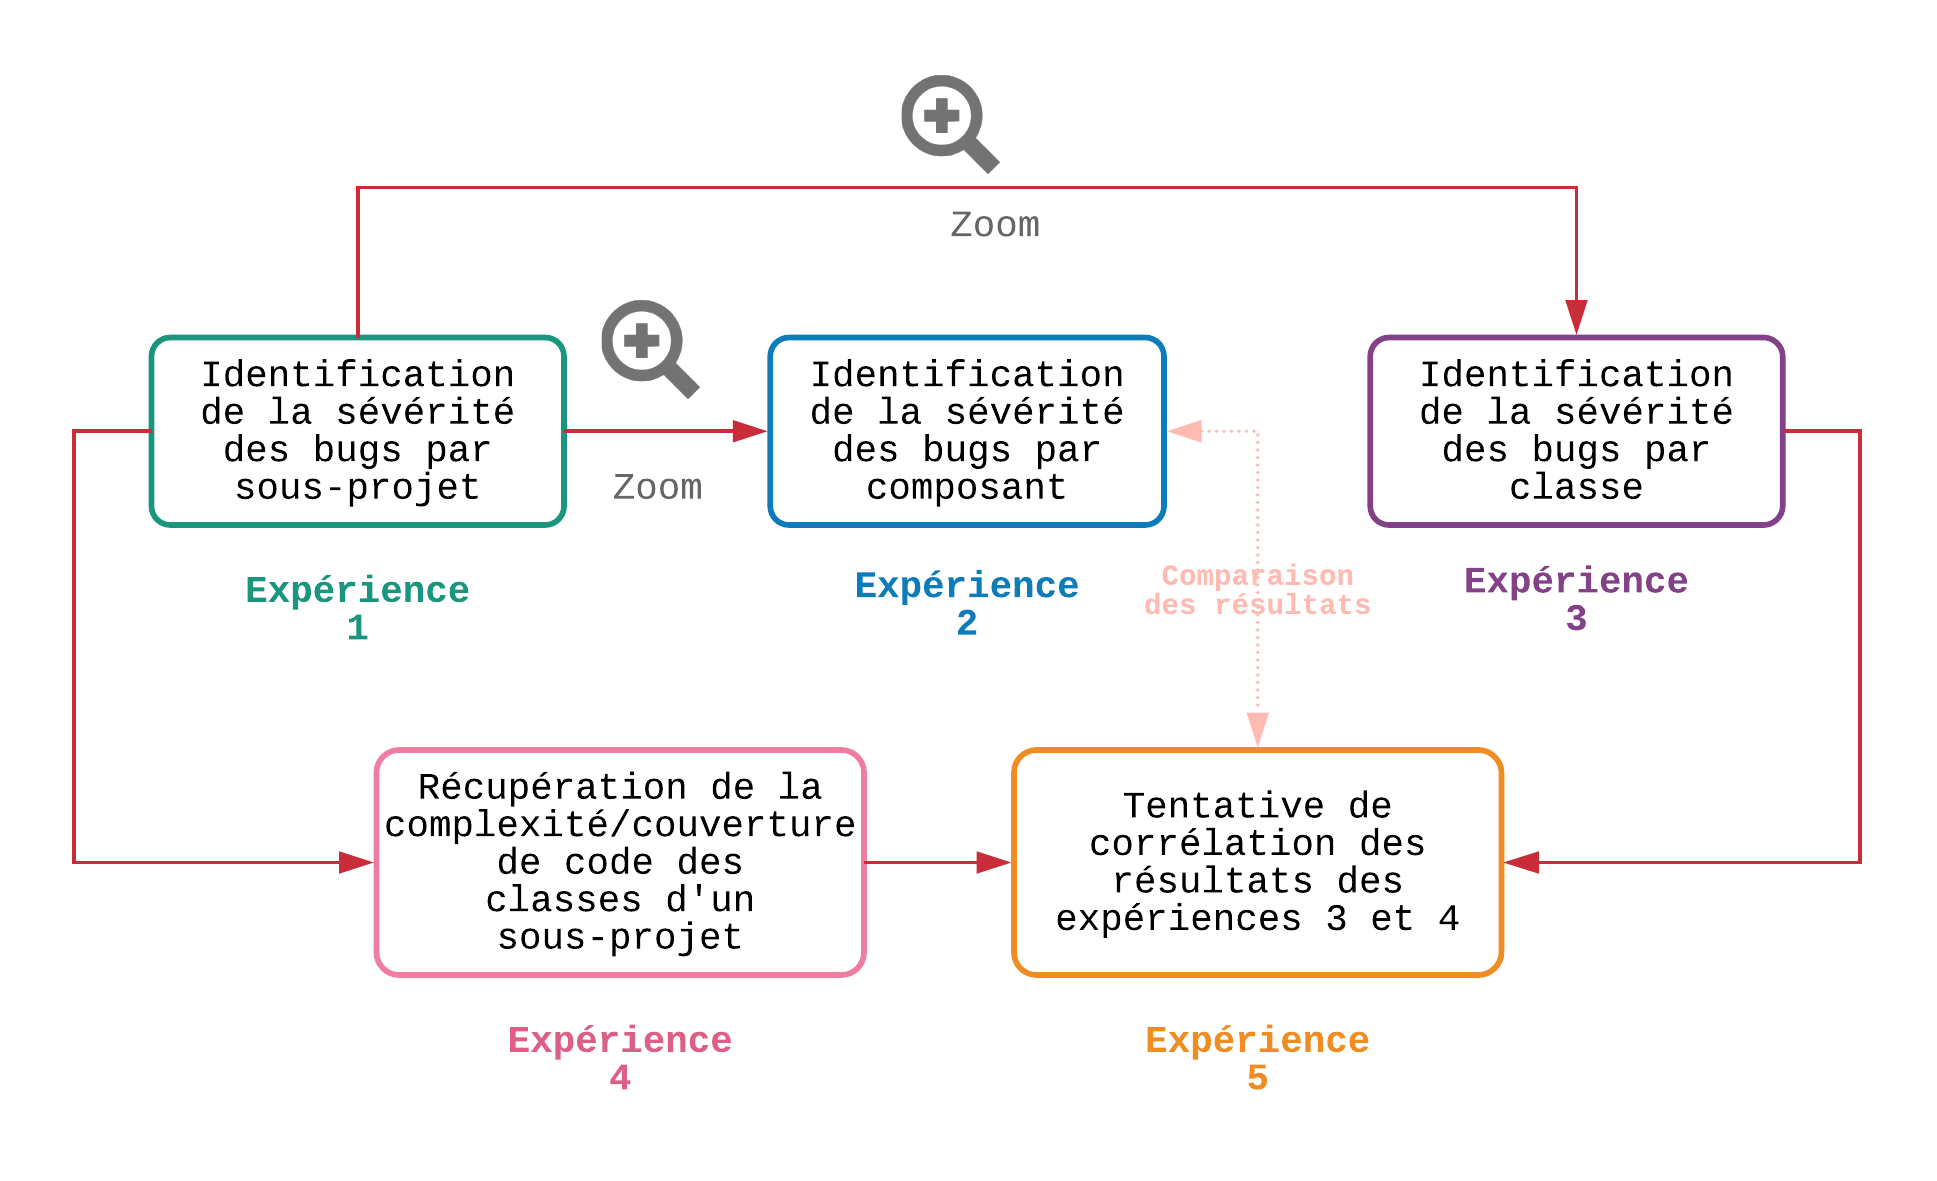 Zoom
Identification
de la sévérité
des bugs par
sous-projet
Zoom
Identification
de la sévérité
des bugs par
composant
Identification
de la sévérité
des bugs par
classe
Expérience
1
Expérience
2
Comparaison
des résultats
Expérience
3
Récupération de la
complexité/couverture
de code des
classes d'un
sous-projet
Tentative de
corrélation des
résultats des
expériences 3 et 4
Expérience
4
Expérience
5